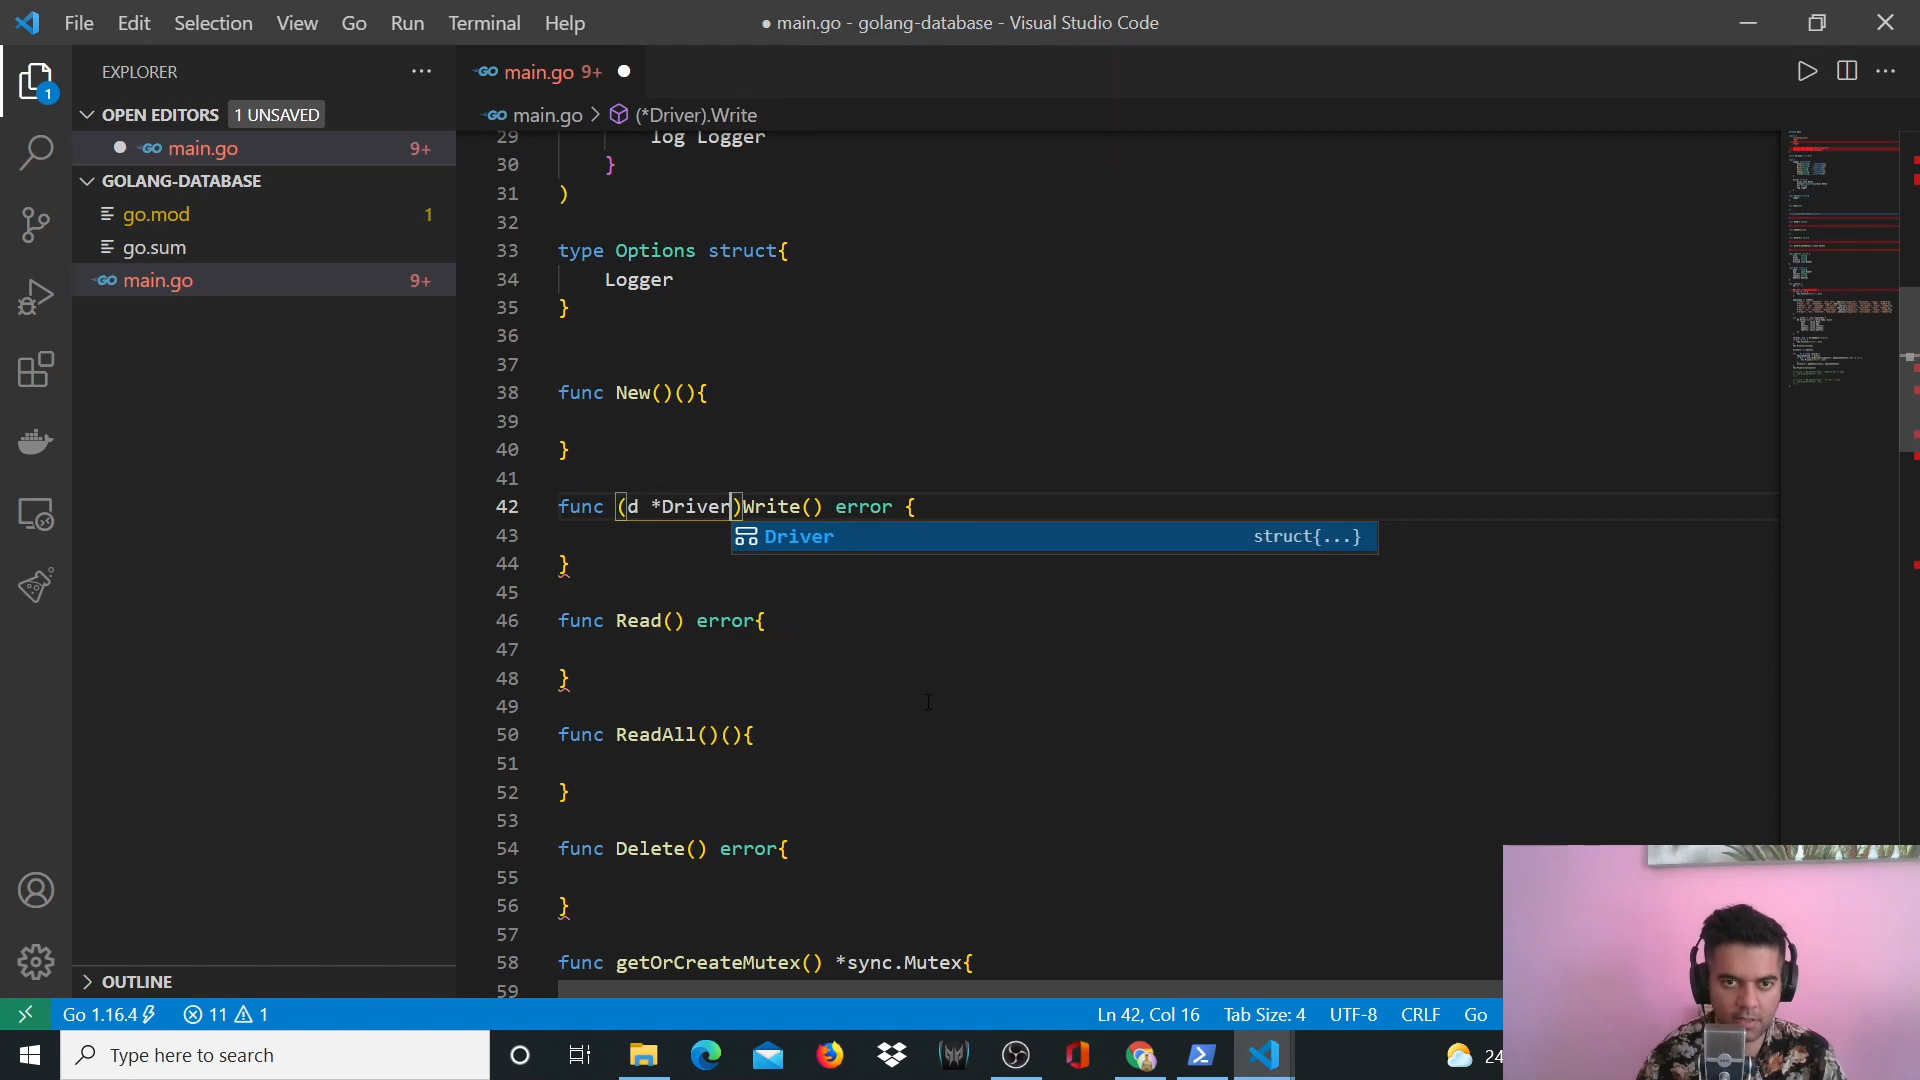 File Edit Selection View Go Run Terminal Help
● main.go - golang-database - Visual Studio Code
EXPLORER
OPEN EDITORS 1 UNSAVED
main.go 9+
GOLANG-DATABASE
go.mod 1
go.sum
main.go 9+
OUTLINE
1
main.go 9+
main.go > (*Driver).Write
29 log Logger
30 }
31 )
32
33 type Options struct{
34 Logger
35 }
36
37
38 func New()(){
39
40 }
41
42 func (d *Driver)Write() error {
43
Driver struct{...}
44 }
45
46 func Read() error{
47
48 }
49
50 func ReadAll()(){
51
52 }
53
54 func Delete() error{
55
56 }
57
58 func getOrCreateMutex() *sync.Mutex{
59
Go 1.16.4 11 1 Ln 42, Col 16 Tab Size: 4 UTF-8 CRLF Go
Type here to search
24